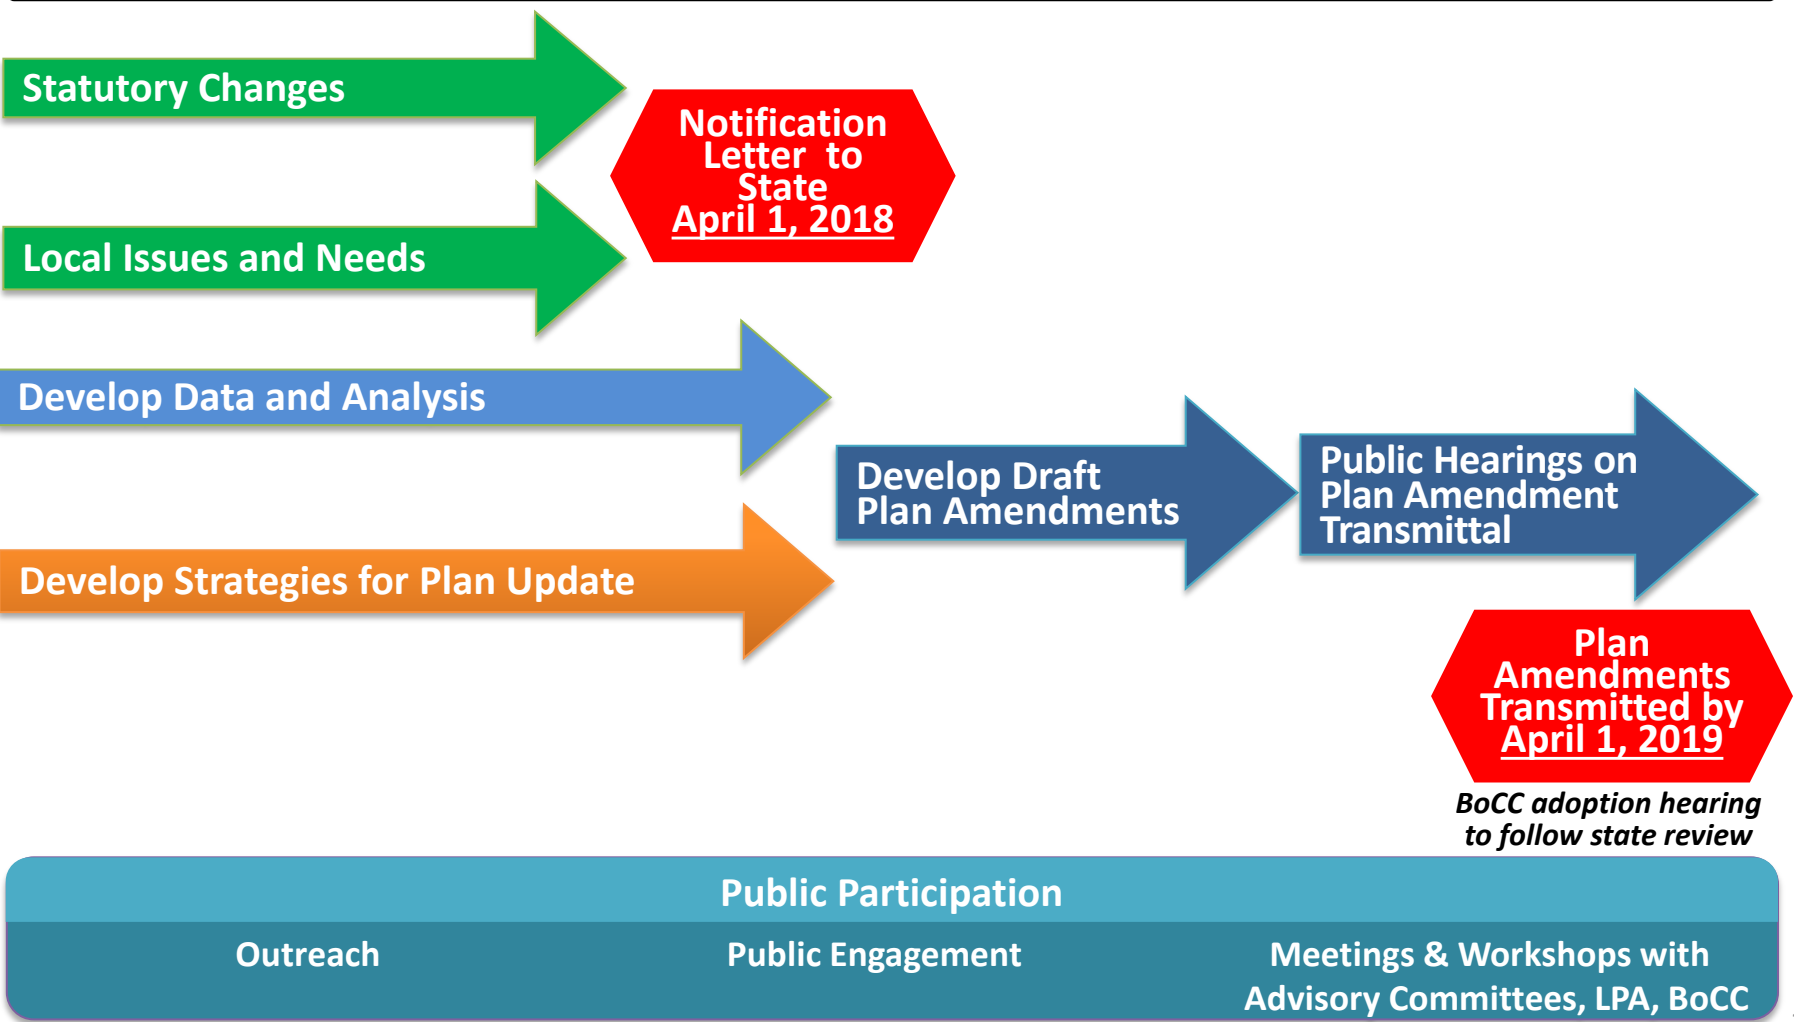 Statutory Changes
Notification
Letter to
State
April 1, 2018
Local Issues and Needs
Develop Data and Analysis
Develop Draft
Plan Amendments
Public Hearings on
Plan Amendment
Transmittal
Develop Strategies for Plan Update
Plan
Amendments
Transmitted by
April 1, 2019
BoCC adoption hearing
to follow state review
Public Participation
Outreach
Public Engagement
Meetings & Workshops with
Advisory Committees, LPA, BoCC